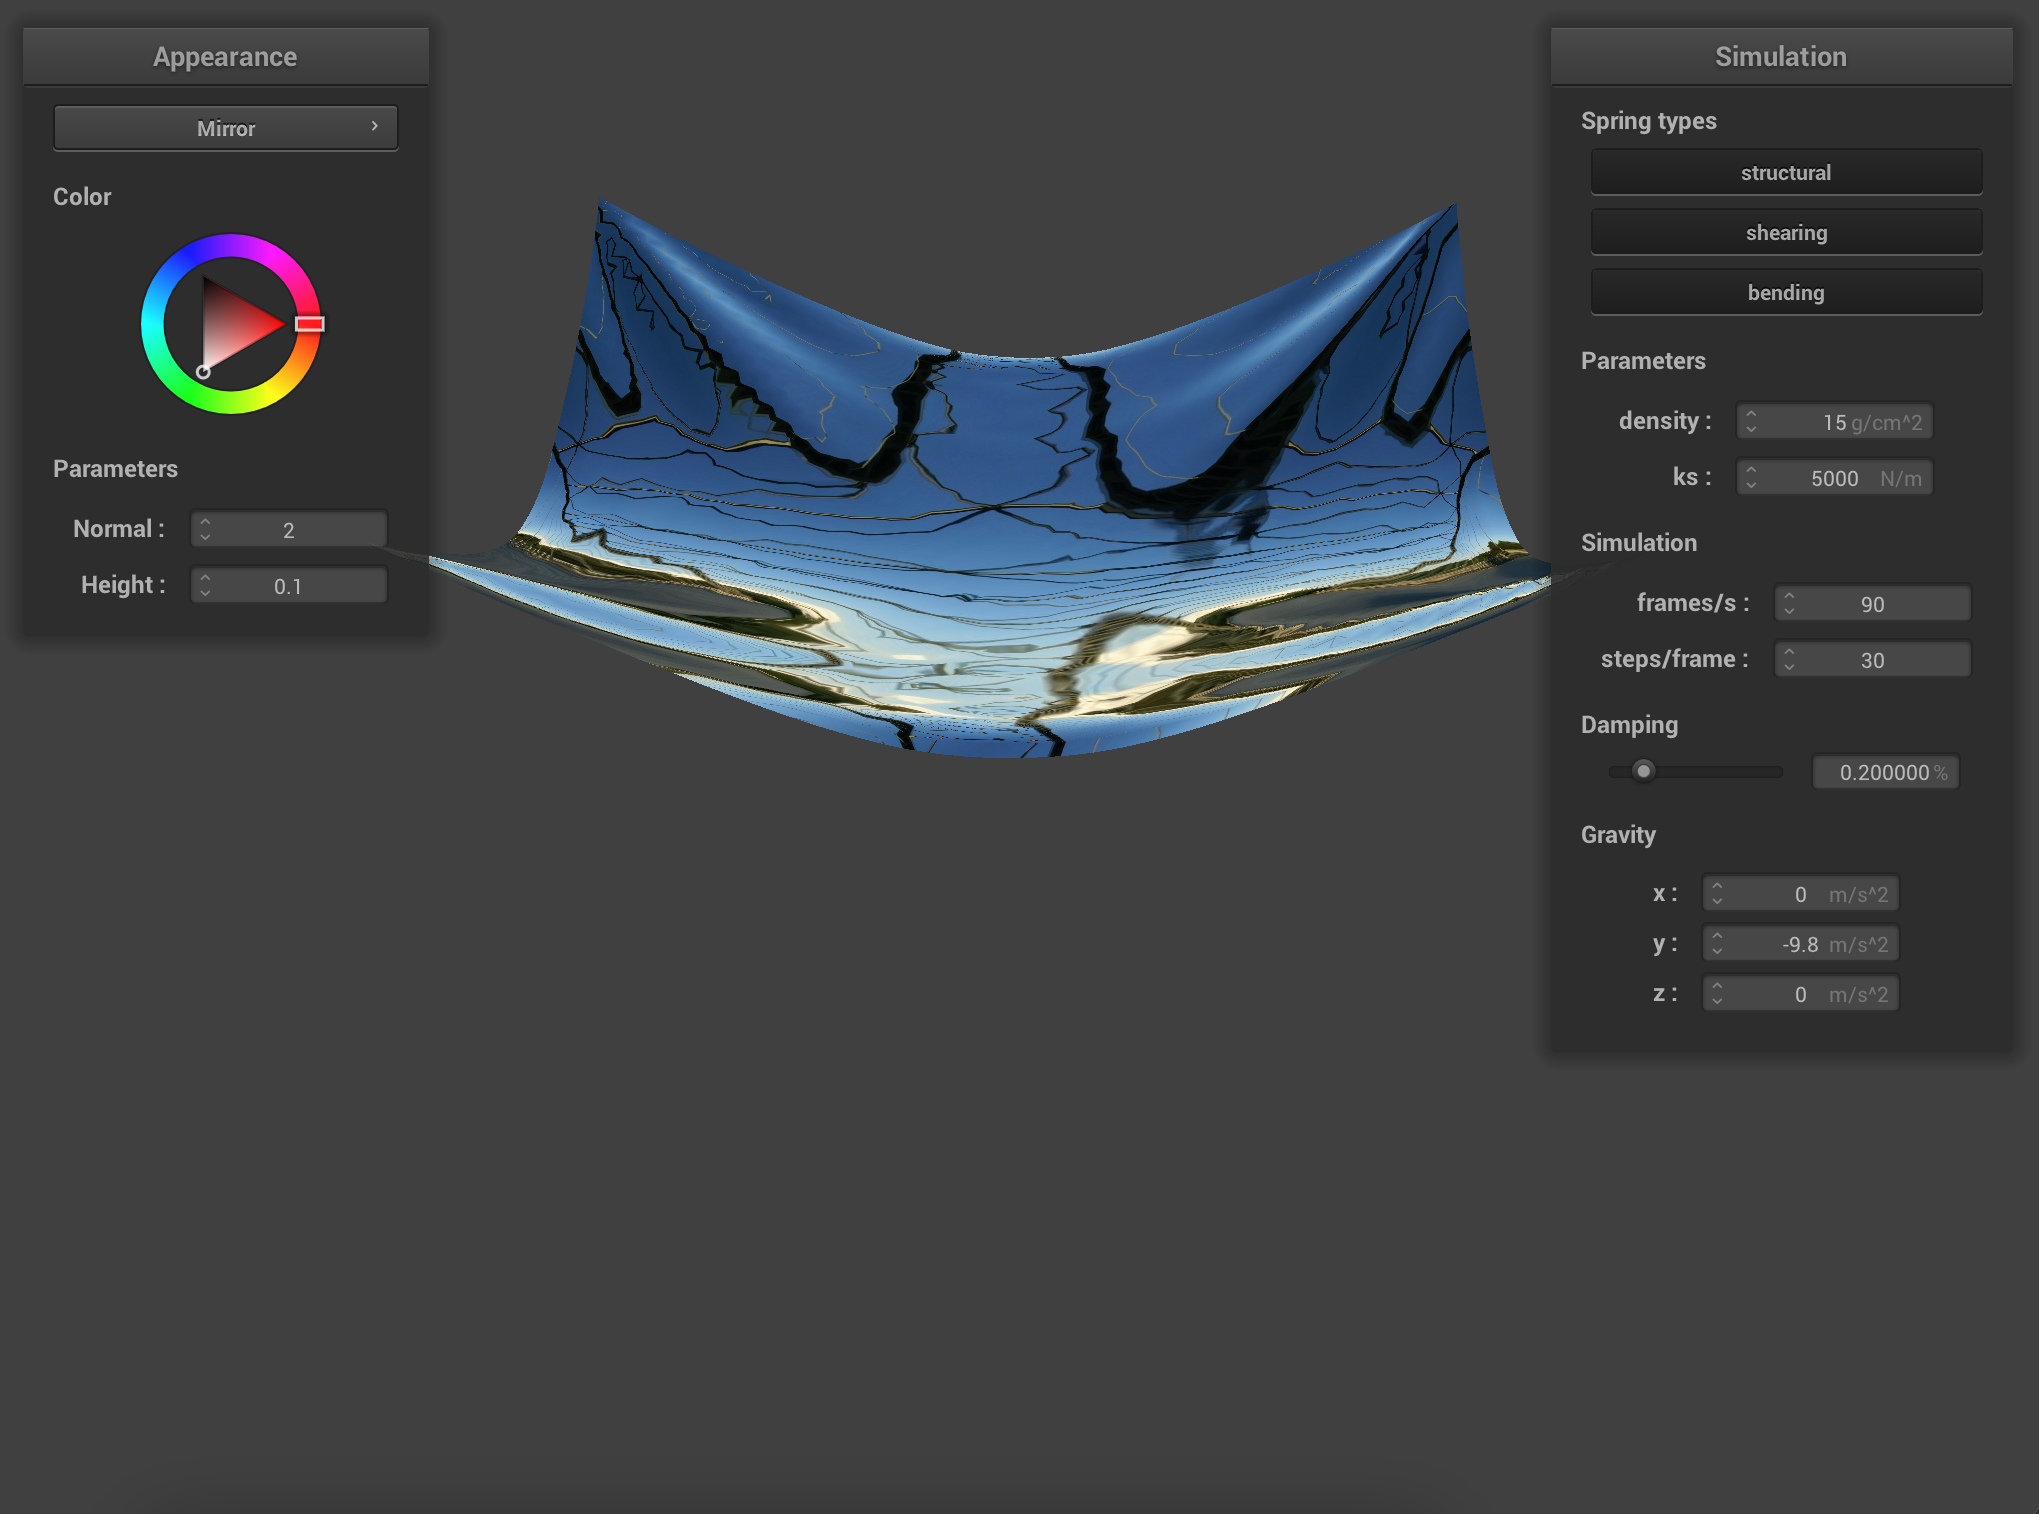 Appearance
Mirror
Color
Parameters
Normal : 2
Height : 0.1
Simulation
Spring types
structural
shearing
bending
Parameters
density : 15 g/cm^2
ks : 5000 N/m
Simulation
frames/s : 90
steps/frame : 30
Damping
0.200000 %
Gravity
x : 0 m/s^2
y : -9.8 m/s^2
z : 0 m/s^2